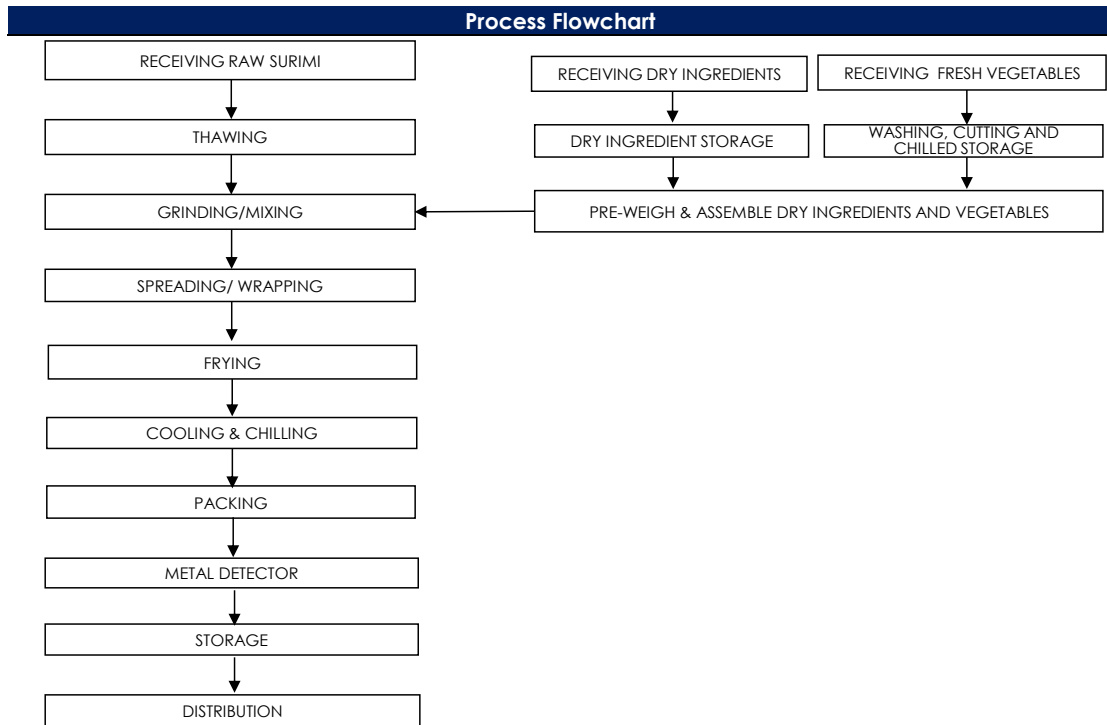 Process Flowchart
RECEIVING RAW SURIMI
RECEIVING DRY INGREDIENTS
RECEIVING FRESH VEGETABLES
THAWING
DRY INGREDIENT STORAGE
WASHING, CUTTING AND
CHILLED STORAGE
GRINDING/MIXING
PRE-WEIGH & ASSEMBLE DRY INGREDIENTS AND VEGETABLES
SPREADING/ WRAPPING
FRYING
COOLING & CHILLING
PACKING
METAL DETECTOR
STORAGE
DISTRIBUTION